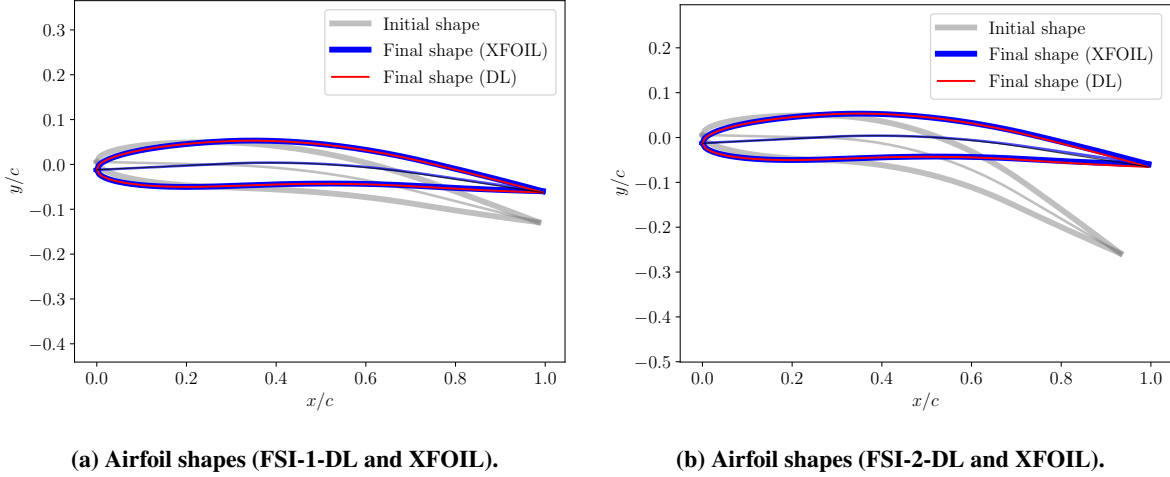 0.3
0.2
0.1
0.0
−0.1
−0.2
−0.3
−0.4
y/c
0.0 0.2 0.4 0.6 0.8 1.0
x/c
Initial shape
Final shape (XFOIL)
Final shape (DL)
(a) Airfoil shapes (FSI-1-DL and XFOIL).
0.2
0.1
0.0
−0.1
−0.2
−0.3
−0.4
−0.5
y/c
0.0 0.2 0.4 0.6 0.8 1.0
x/c
Initial shape
Final shape (XFOIL)
Final shape (DL)
(b) Airfoil shapes (FSI-2-DL and XFOIL).